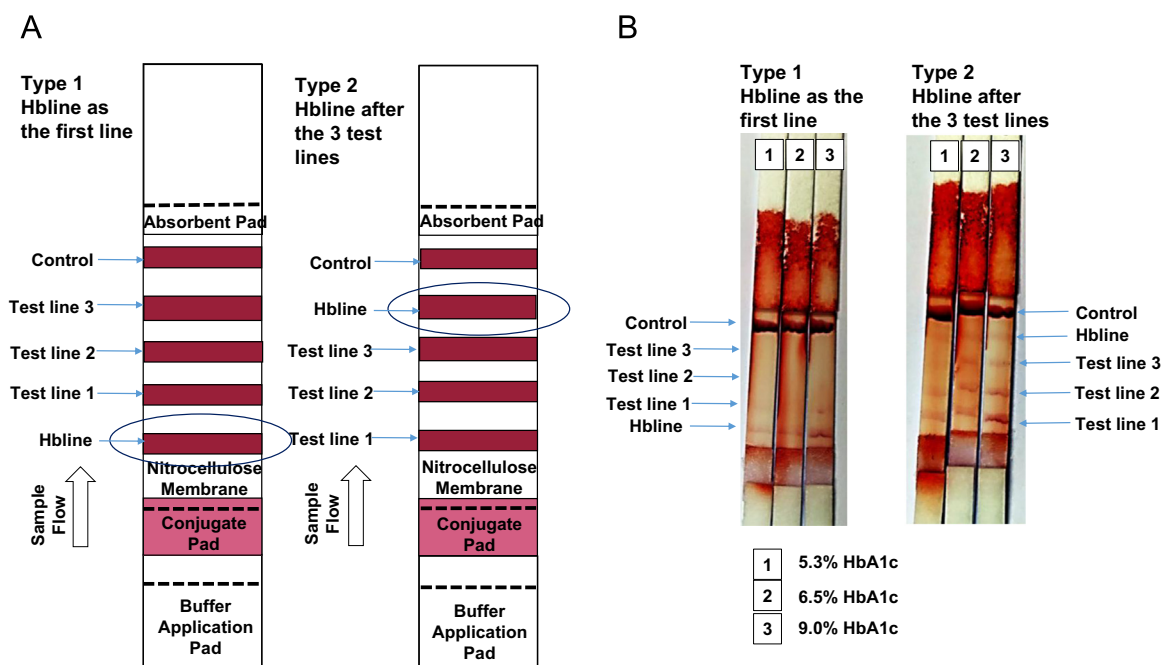 A
Type 1
Hbline as
the first line
Absorbent Pad
Control
Test line 3
Test line 2
Test line 1
Hbline
Nitrocellulose
Membrane
Sample
Flow
Conjugate
Pad
Buffer
Application
Pad
Type 2
Hbline after
the 3 test
lines
Absorbent Pad
Control
Hbline
Test line 3
Test line 2
Test line 1
Nitrocellulose
Membrane
Sample
Flow
Conjugate
Pad
Buffer
Application
Pad
B
Type 1
Hbline as the
first line
1 2 3
Control
Test line 3
Test line 2
Test line 1
Hbline
Type 2
Hbline after
the 3 test lines
1 2 3
Control
Hbline
Test line 3
Test line 2
Test line 1
1 5.3% HbA1c
2 6.5% HbA1c
3 9.0% HbA1c